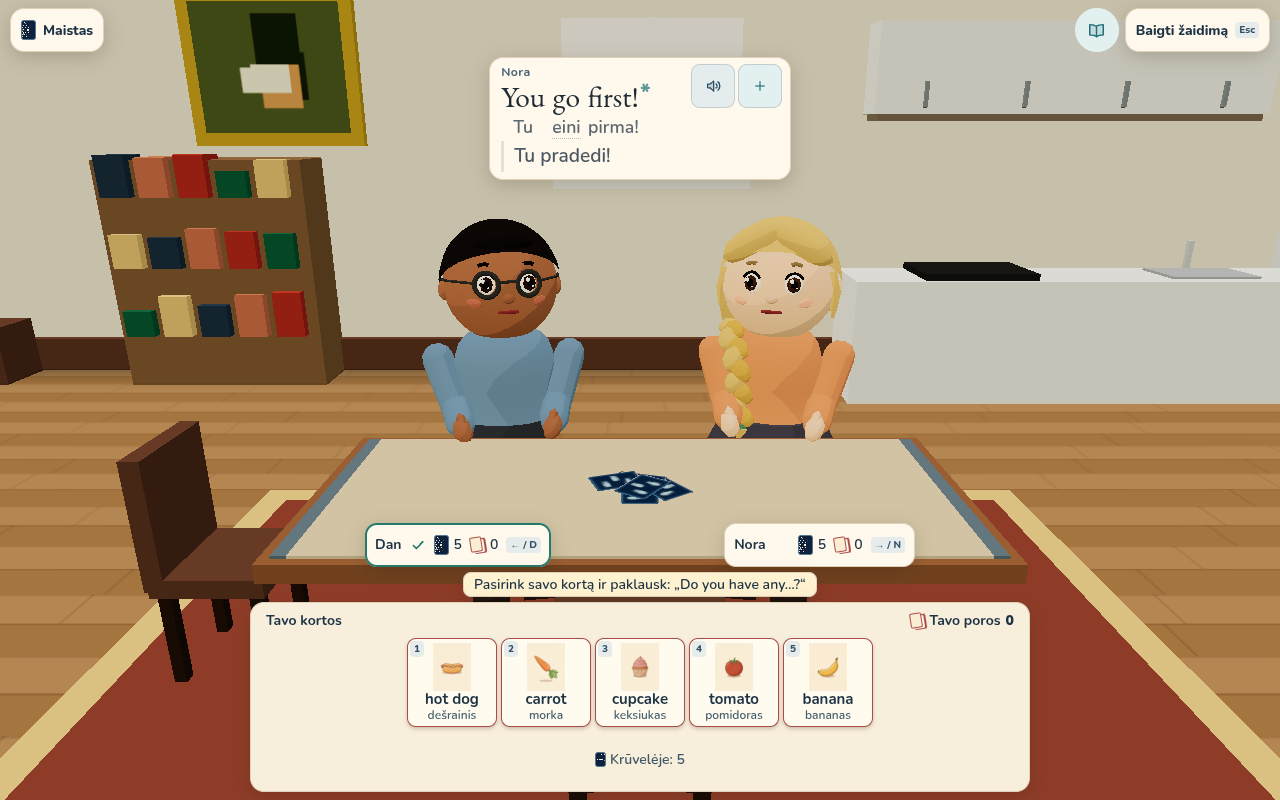 Maistas
Baigti žaidimą Esc
Nora
You go first!*
Tu eini pirma!
Tu pradedi!
Dan 5 0 ← / D
Nora 5 0 → / N
Pasirink savo kortą ir paklausk: „Do you have any...?“
Tavo kortos
Tavo poros 0
1 2 3 4 5
hot dog carrot cupcake tomato banana
dešrainis morka keksiukas pomidoras bananas
Krūvelėje: 5